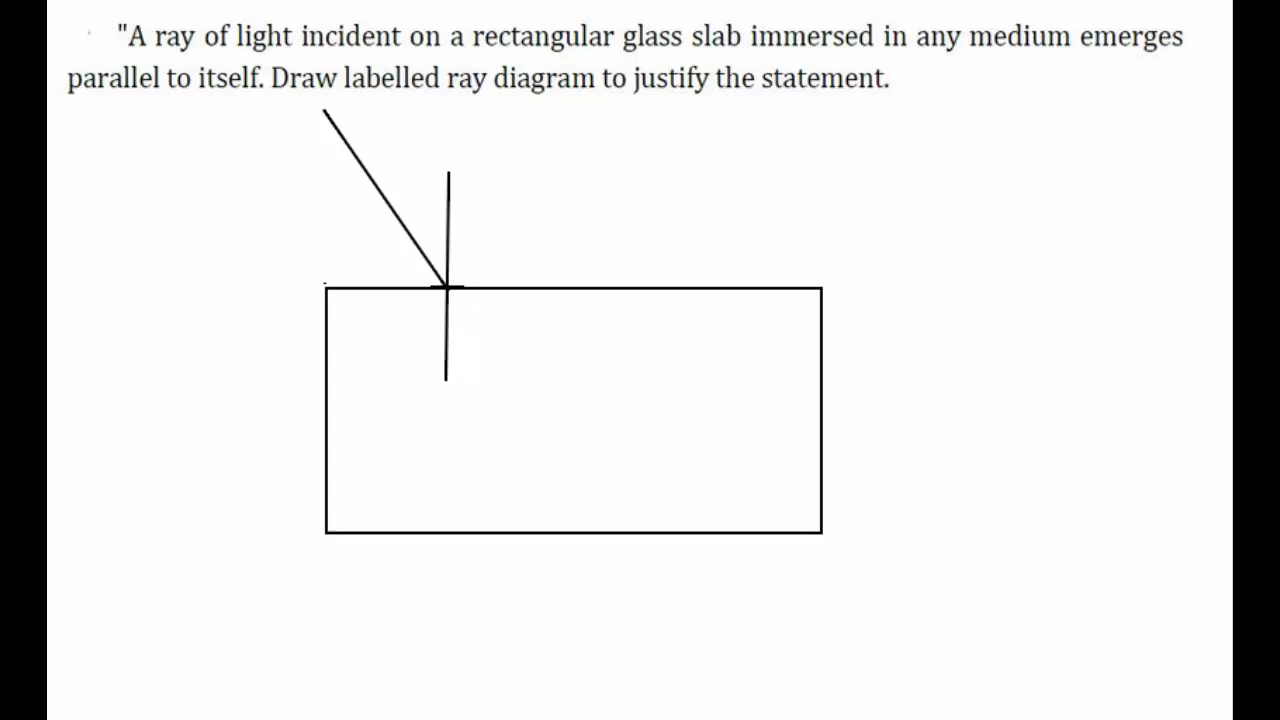 "A ray of light incident on a rectangular glass slab immersed in any medium emerges
parallel to itself. Draw labelled ray diagram to justify the statement.